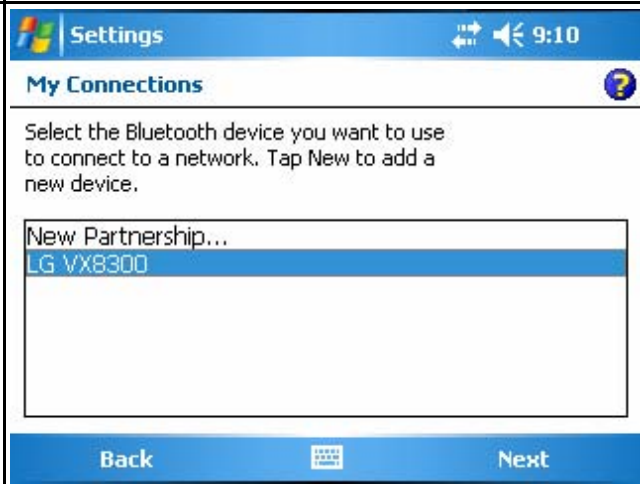 Settings 9:10
My Connections ?
Select the Bluetooth device you want to use
to connect to a network. Tap New to add a
new device.
New Partnership...
LG VX8300
Back Next